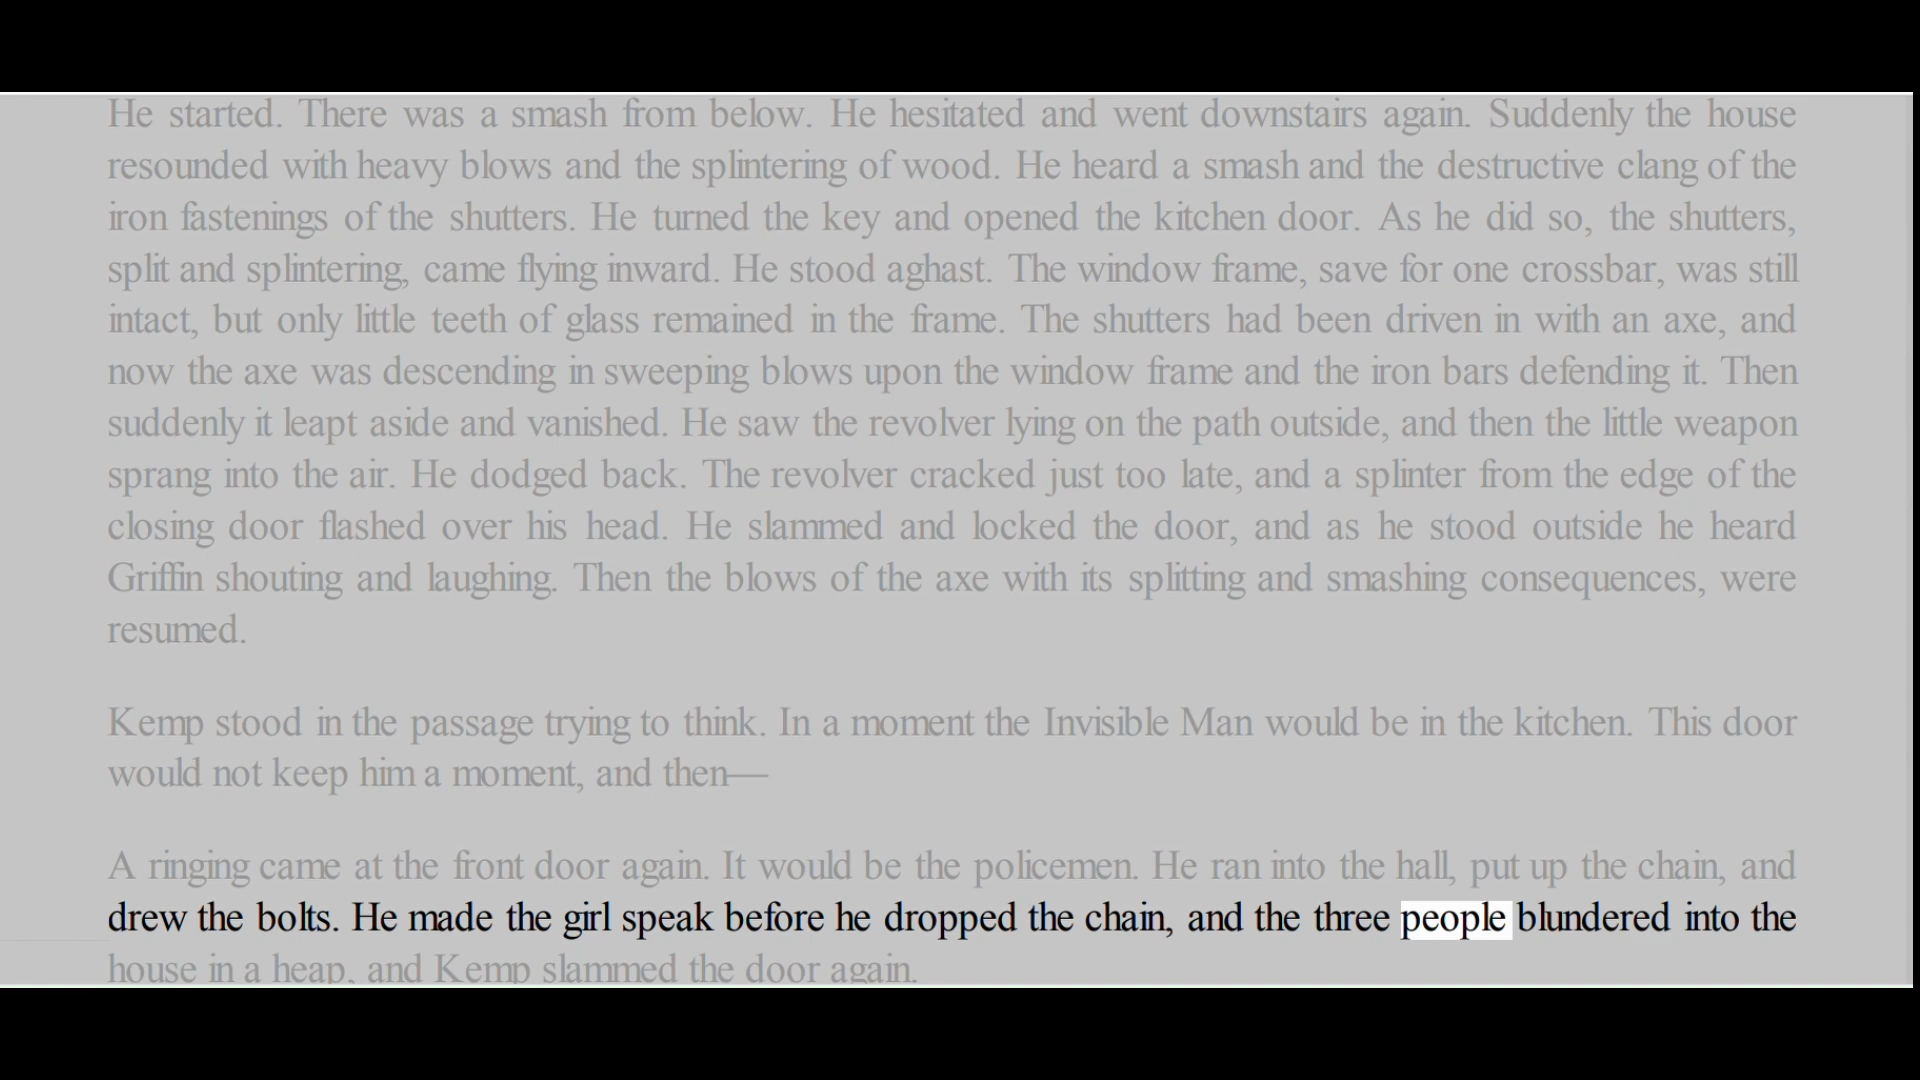 He started. There was a smash from below. He hesitated and went downstairs again. Suddenly the house
resounded with heavy blows and the splintering of wood. He heard a smash and the destructive clang of the
iron fastenings of the shutters. He turned the key and opened the kitchen door. As he did so, the shutters,
split and splintering, came flying inward. He stood aghast. The window frame, save for one crossbar, was still
intact, but only little teeth of glass remained in the frame. The shutters had been driven in with an axe, and
now the axe was descending in sweeping blows upon the window frame and the iron bars defending it. Then
suddenly it leapt aside and vanished. He saw the revolver lying on the path outside, and then the little weapon
sprang into the air. He dodged back. The revolver cracked just too late, and a splinter from the edge of the
closing door flashed over his head. He slammed and locked the door, and as he stood outside he heard
Griffin shouting and laughing. Then the blows of the axe with its splitting and smashing consequences, were
resumed.
Kemp stood in the passage trying to think. In a moment the Invisible Man would be in the kitchen. This door
would not keep him a moment, and then—
A ringing came at the front door again. It would be the policemen. He ran into the hall, put up the chain, and
drew the bolts. He made the girl speak before he dropped the chain, and the three people blundered into the
house in a heap, and Kemp slammed the door again.